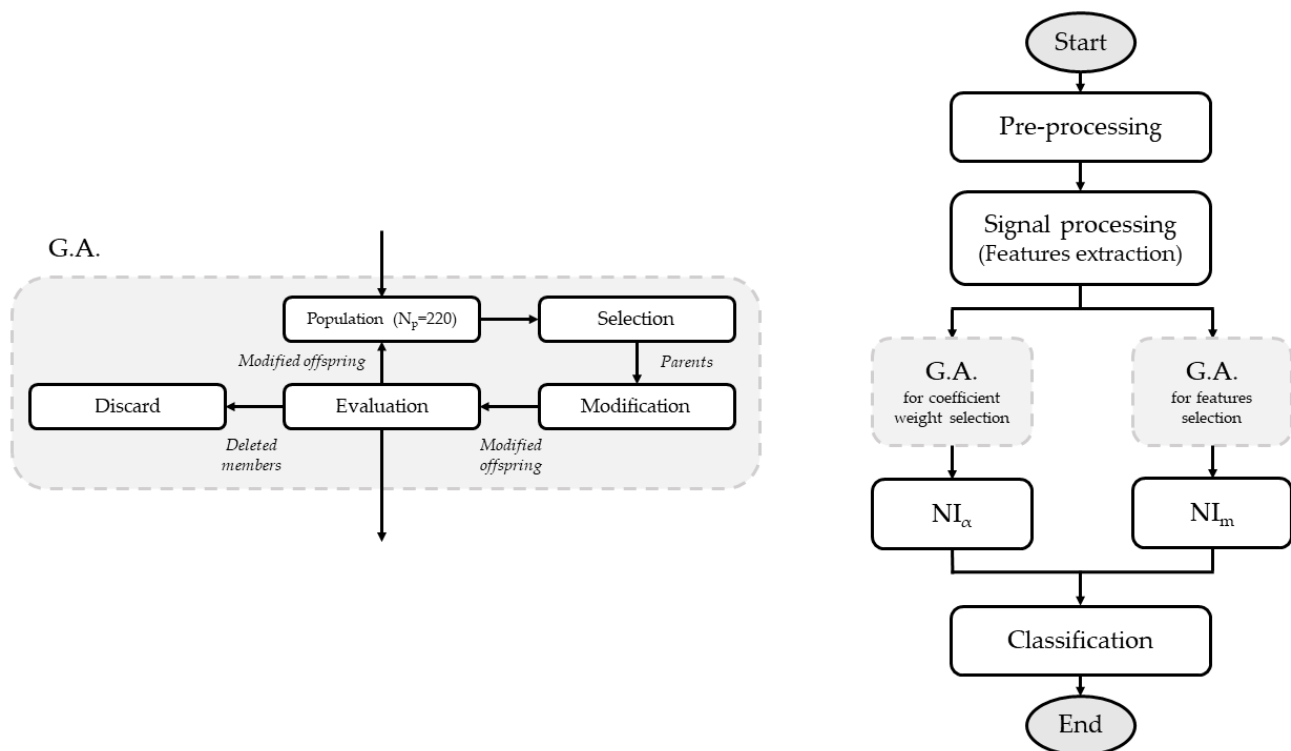 G.A.
Population (Nₚ=220)
Selection
Modified offspring
Parents
Discard
Evaluation
Modification
Deleted
members
Modified
offspring
Start
Pre-processing
Signal processing
(Features extraction)
G.A.
for coefficient
weight selection
G.A.
for features
selection
NIα
NIₘ
Classification
End